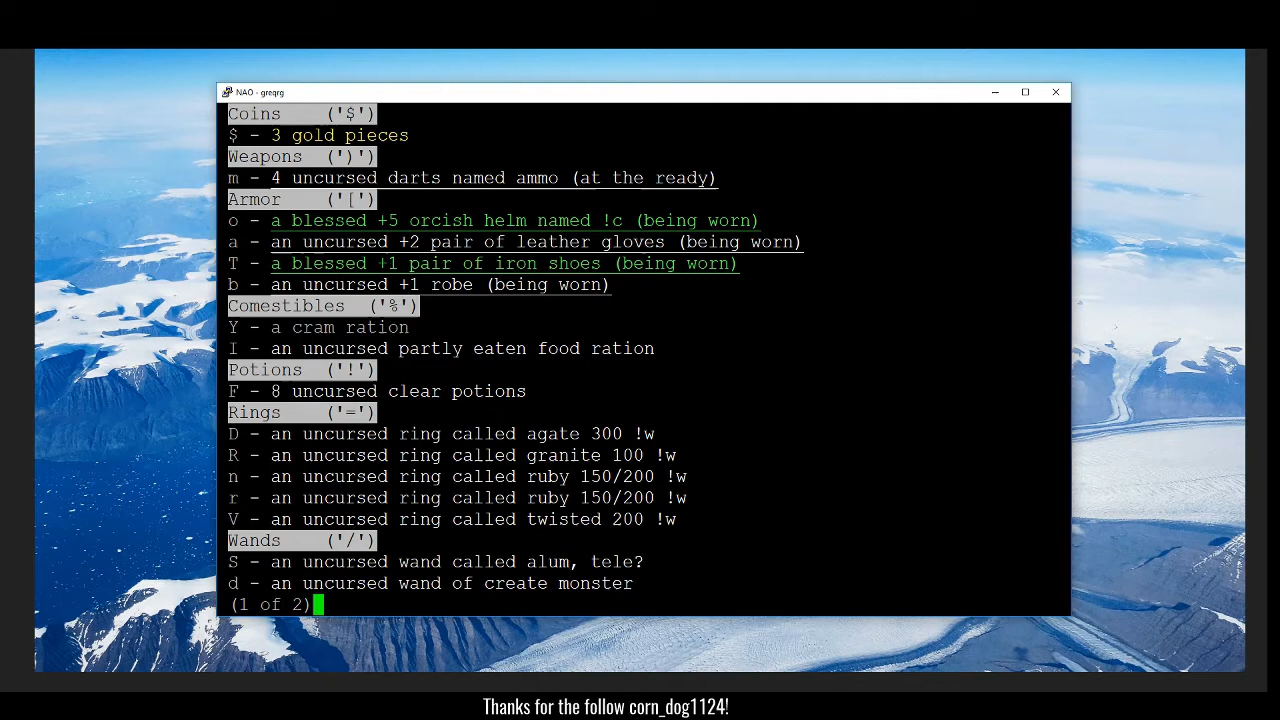 NAO - greqrg
Coins    ('$')
$ - 3 gold pieces
Weapons  (')')
m - 4 uncursed darts named ammo (at the ready)
Armor    ('[')
o - a blessed +5 orcish helm named !c (being worn)
a - an uncursed +2 pair of leather gloves (being worn)
T - a blessed +1 pair of iron shoes (being worn)
b - an uncursed +1 robe (being worn)
Comestibles  ('%')
Y - a cram ration
I - an uncursed partly eaten food ration
Potions  ('!')
F - 8 uncursed clear potions
Rings    ('=')
D - an uncursed ring called agate 300 !w
R - an uncursed ring called granite 100 !w
n - an uncursed ring called ruby 150/200 !w
r - an uncursed ring called ruby 150/200 !w
V - an uncursed ring called twisted 200 !w
Wands    ('/')
S - an uncursed wand called alum, tele?
d - an uncursed wand of create monster
(1 of 2)
Thanks for the follow corn_dog1124!